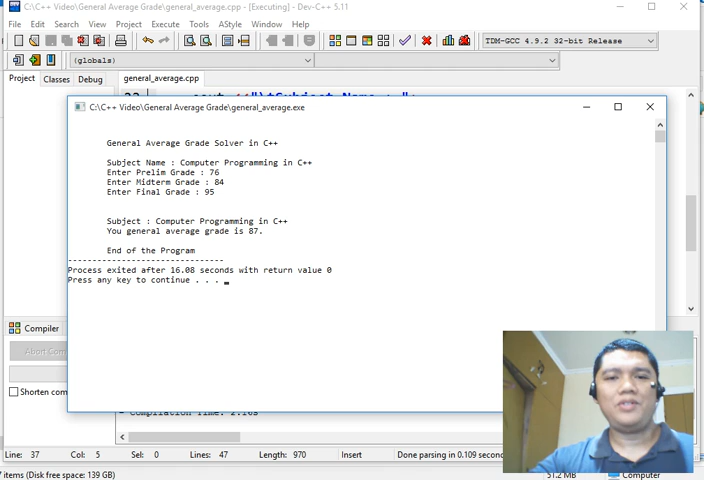 C:\C++ Video\General Average Grade\general_average.cpp - [Executing] - Dev-C++ 5.11
File Edit Search View Project Execute Tools AStyle Window Help
TDM-GCC 4.9.2 32-bit Release
(globals)
Project Classes Debug general_average.cpp
C:\C++ Video\General Average Grade\general_average.exe
General Average Grade Solver in C++
Subject Name : Computer Programming in C++
Enter Prelim Grade : 76
Enter Midterm Grade : 84
Enter Final Grade : 95
Subject : Computer Programming in C++
You general average grade is 87.
End of the Program
--------------------------------
Process exited after 16.08 seconds with return value 0
Press any key to continue . . .
Compiler
Abort Com
Shorten com
- Compilation Time: 2.16s
Line: 37 Col: 5 Sel: 0 Lines: 47 Length: 970 Insert Done parsing in 0.109 secon
7 items (Disk free space: 139 GB) 51.2 MB Computer